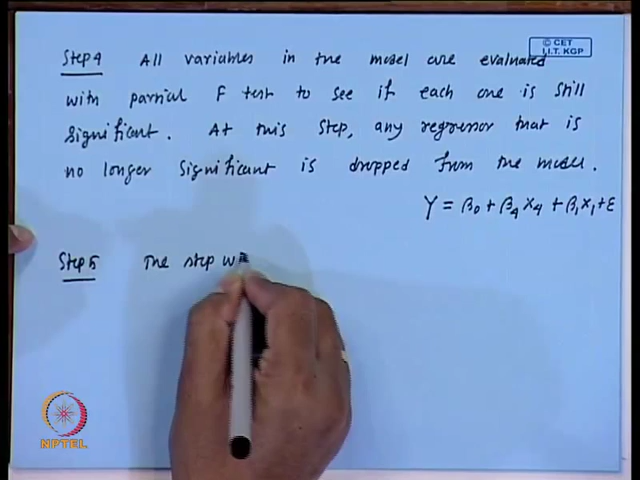 © CET
I.I.T. KGP
Step 4 All variables in the model are evaluated
with partial F test to see if each one is still
significant. At this step, any regressor that is
no longer significant is dropped from the model.
Y = β₀ + β₄ x₄ + β₁ x₁ + ε
Step 5 The step w
NPTEL